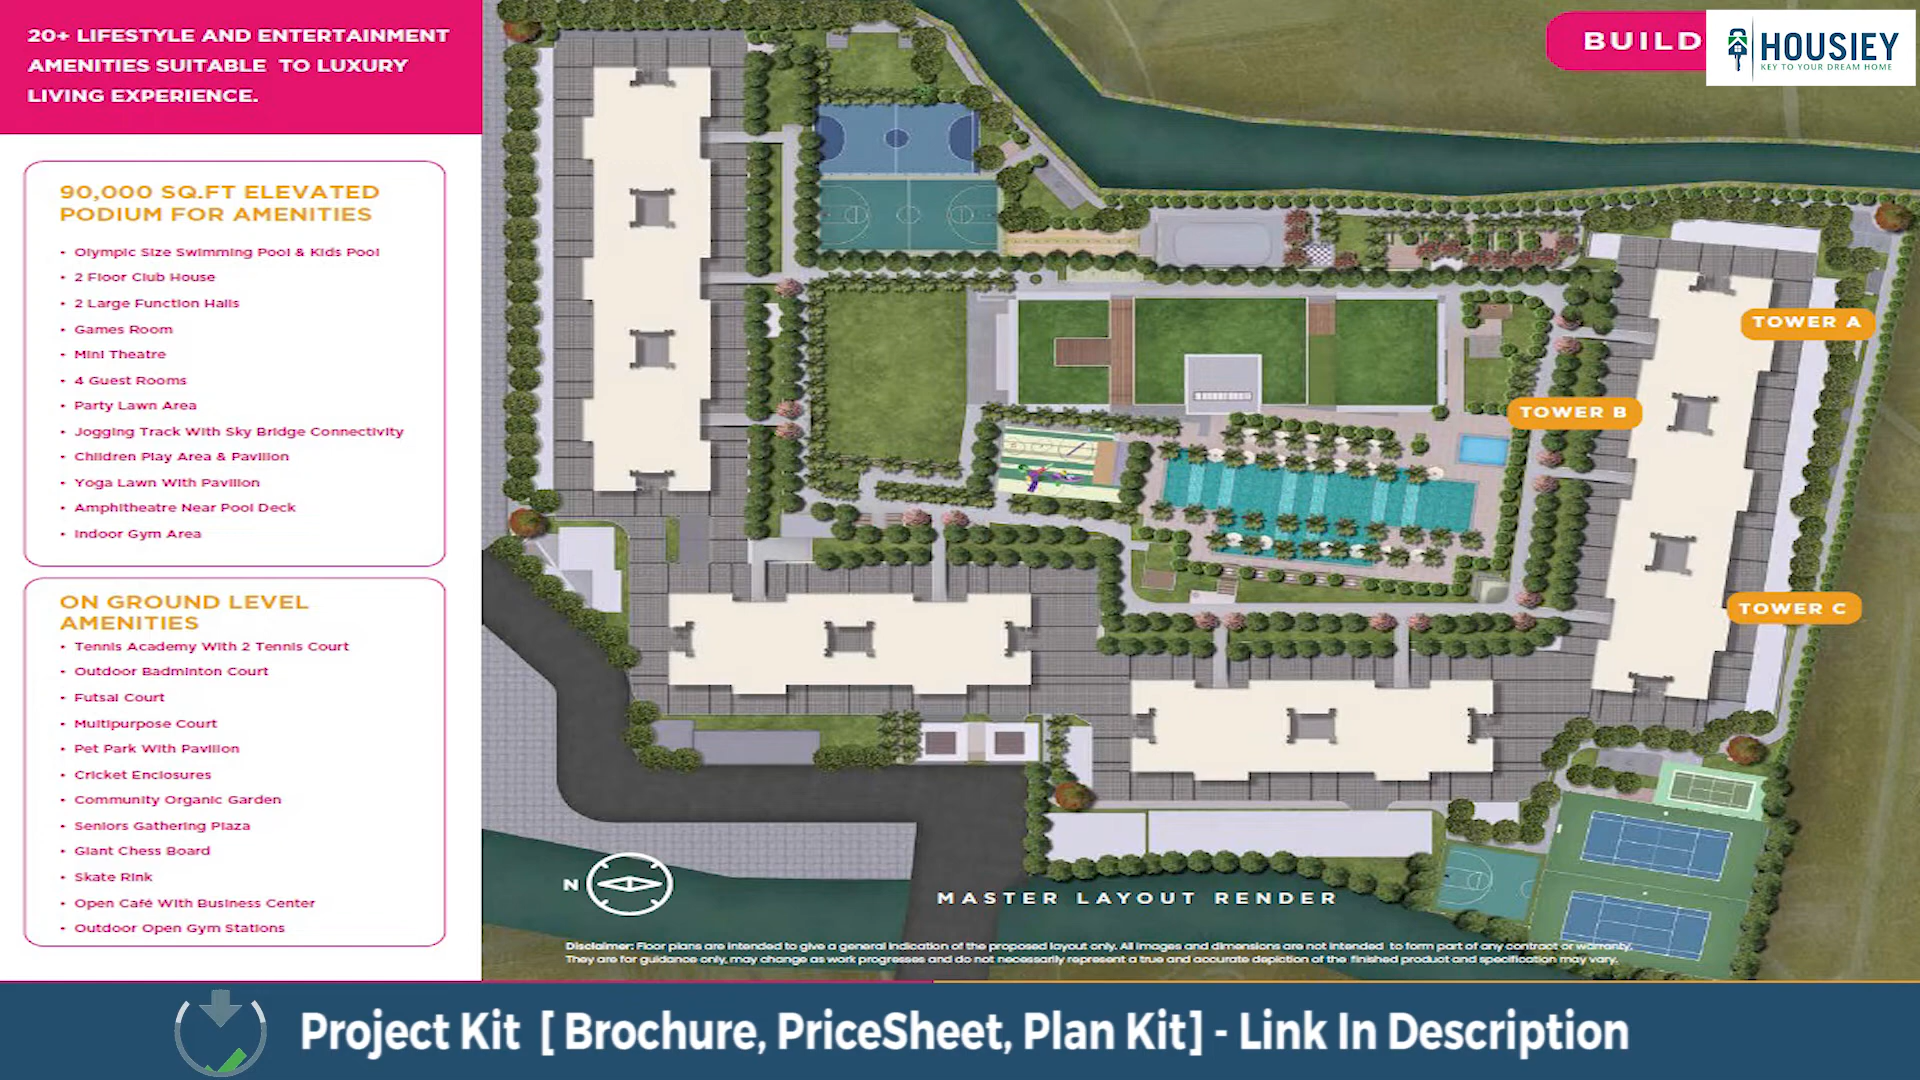 20+ LIFESTYLE AND ENTERTAINMENT
AMENITIES SUITABLE TO LUXURY
LIVING EXPERIENCE.
90,000 SQ.FT ELEVATED
PODIUM FOR AMENITIES
• Olympic Size Swimming Pool & Kids Pool
• 2 Floor Club House
• 2 Large Function Halls
• Games Room
• Mini Theatre
• 4 Guest Rooms
• Party Lawn Area
• Jogging Track With Sky Bridge Connectivity
• Children Play Area & Pavilion
• Yoga Lawn With Pavilion
• Amphitheatre Near Pool Deck
• Indoor Gym Area
ON GROUND LEVEL
AMENITIES
• Tennis Academy With 2 Tennis Court
• Outdoor Badminton Court
• Futsal Court
• Multipurpose Court
• Pet Park With Pavilion
• Cricket Enclosures
• Community Organic Garden
• Seniors Gathering Plaza
• Giant Chess Board
• Skate Rink
• Open Café With Business Center
• Outdoor Open Gym Stations
BUILD
HOUSIEY
KEY TO YOUR DREAM HOME
TOWER A
TOWER B
TOWER C
N
MASTER LAYOUT RENDER
Disclaimer: Floor plans are intended to give a general indication of the proposed layout only. All images and dimensions are not intended to form part of any contract or warranty.
They are for guidance only, may change as work progresses and do not necessarily represent a true and accurate depiction of the finished product and specification may vary.
Project Kit [ Brochure, PriceSheet, Plan Kit] - Link In Description